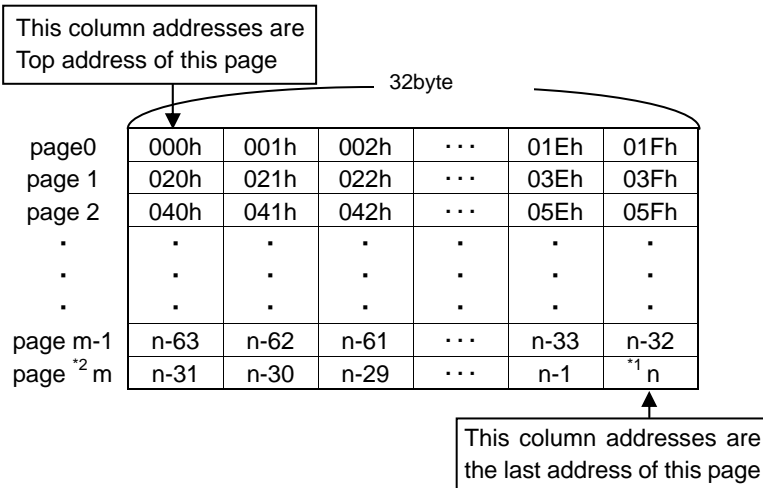 This column addresses are
Top address of this page
32byte
page0 000h 001h 002h ··· 01Eh 01Fh
page 1 020h 021h 022h ··· 03Eh 03Fh
page 2 040h 041h 042h ··· 05Eh 05Fh
· · · · · · ·
· · · · · · ·
· · · · · · ·
page m-1 n-63 n-62 n-61 ··· n-33 n-32
page *2 m n-31 n-30 n-29 ··· n-1 *1 n
This column addresses are
the last address of this page